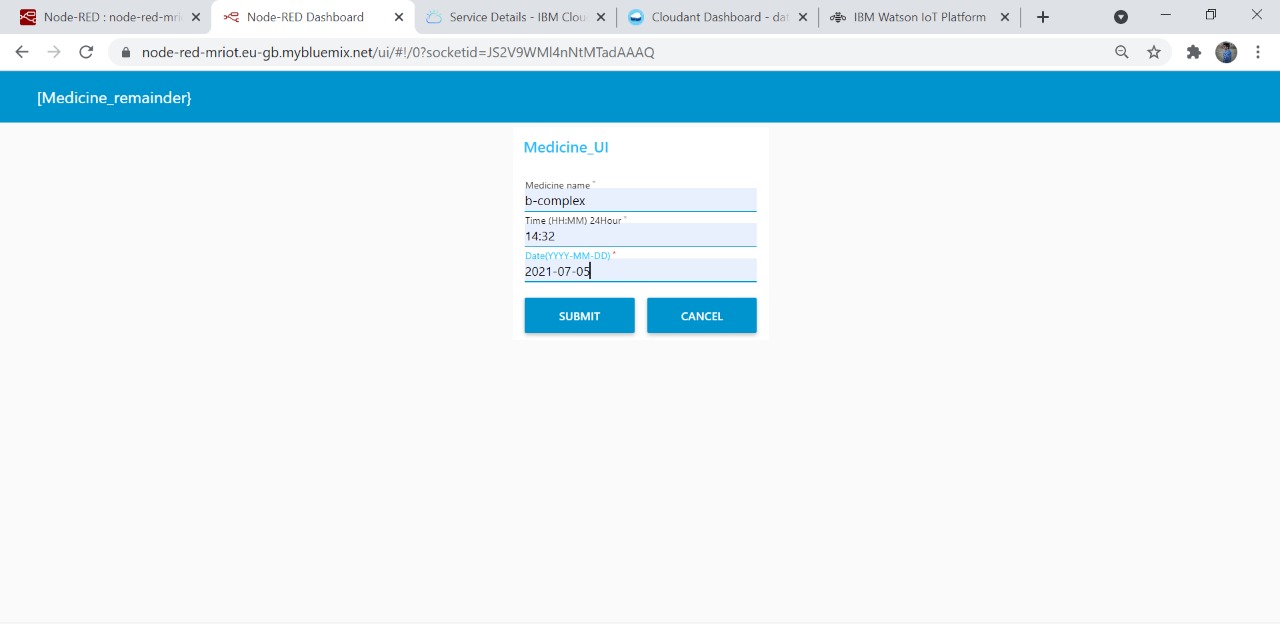 Node-RED : node-red-mri
Node-RED Dashboard
Service Details - IBM Clou
Cloudant Dashboard - dat
IBM Watson IoT Platform
node-red-mriot.eu-gb.mybluemix.net/ui/#!/0?socketid=JS2V9WMl4nNtMTadAAAQ
[Medicine_remainder}
Medicine_UI
Medicine name *
b-complex
Time (HH:MM) 24Hour *
14:32
Date(YYYY-MM-DD) *
2021-07-05
SUBMIT CANCEL